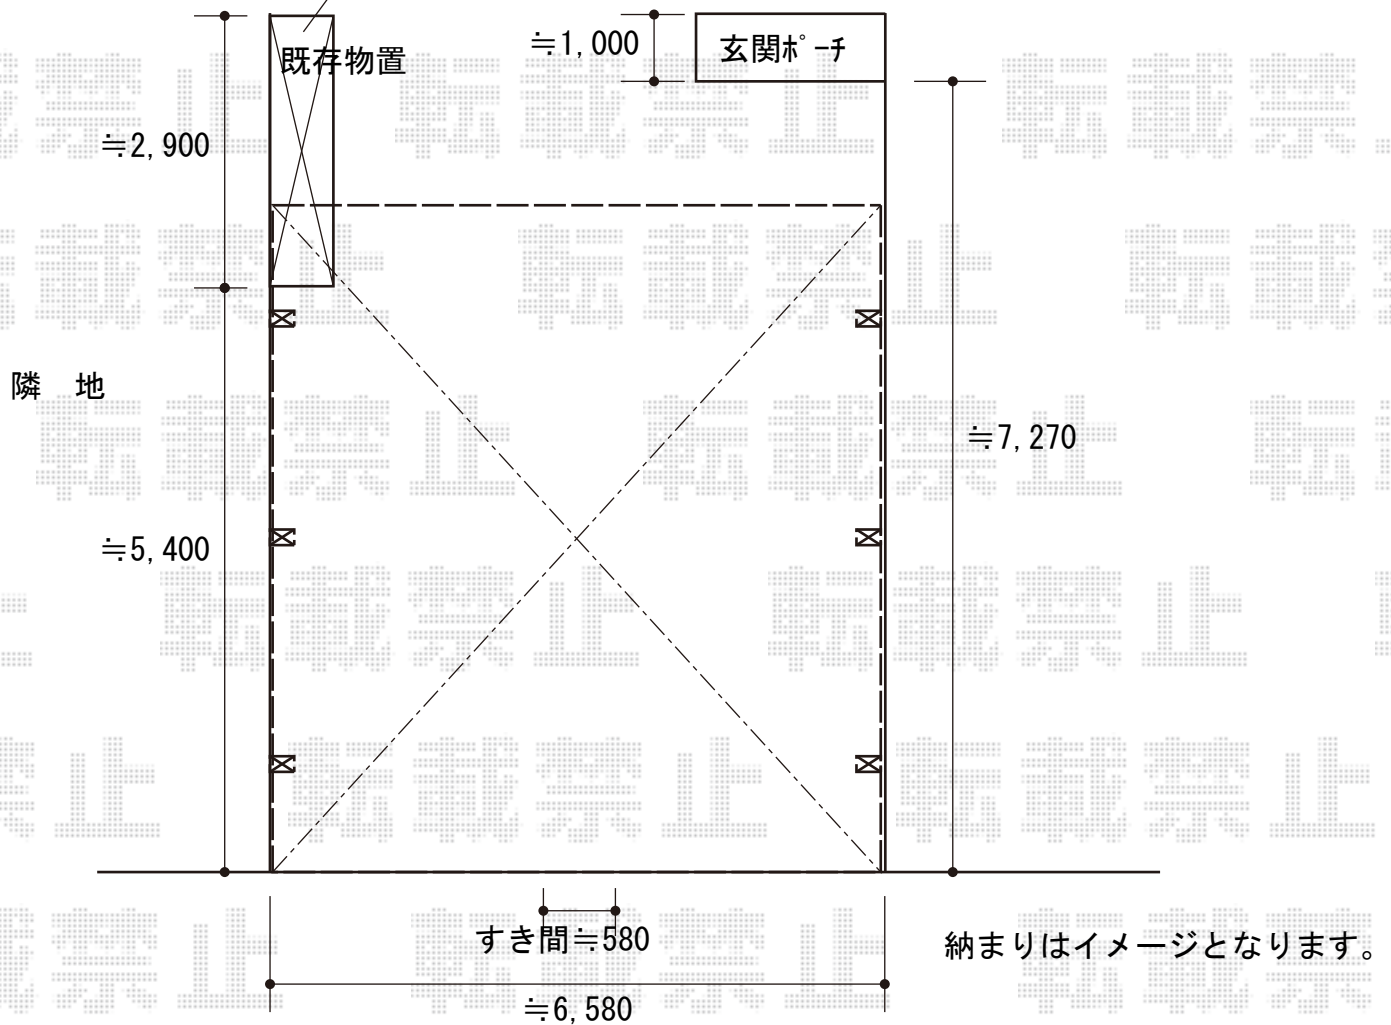 既存物置
≒1,000
玄関ポーチ
≒2,900
隣 地
≒7,270
≒5,400
すき間≒580
納まりはイメージとなります。
≒6,580
転載禁止